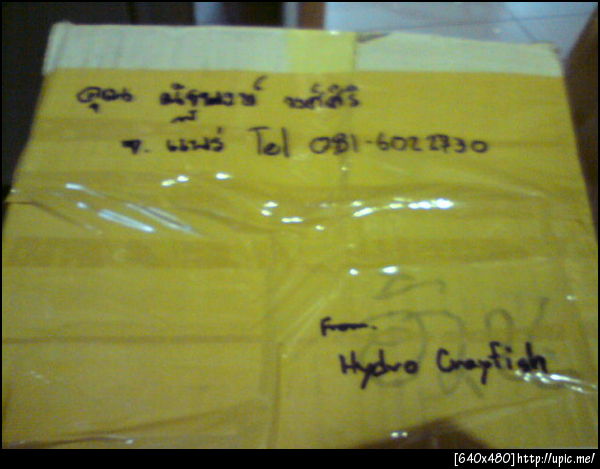 คุณ
จ. แพร่ Tel 081-6022730
From.
Hydro Crayfish
[640x480]http://upic.me/